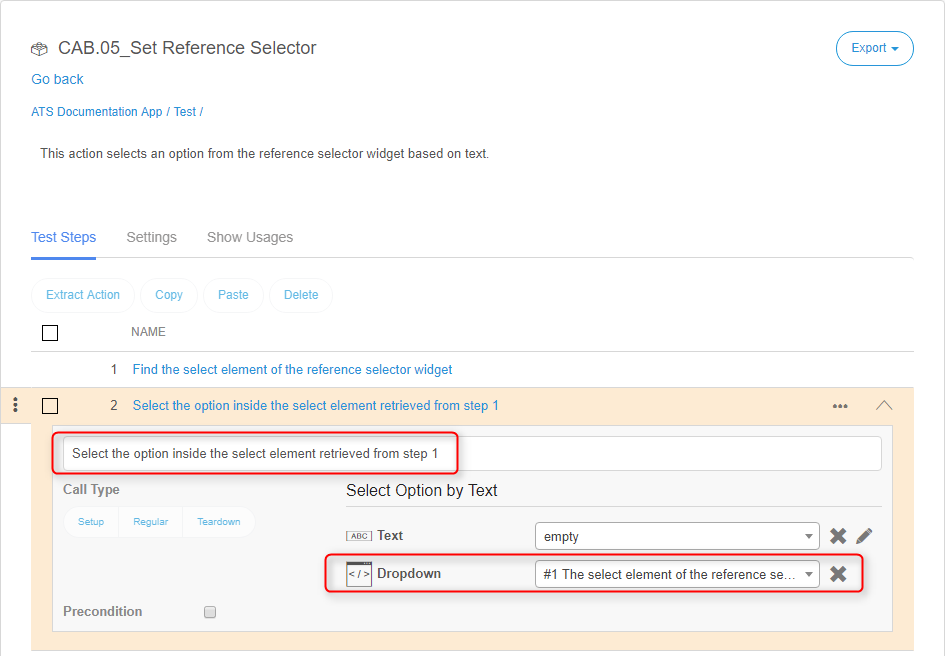 CAB.05_Set Reference Selector
Export
Go back
ATS Documentation App / Test /
This action selects an option from the reference selector widget based on text.
Test Steps Settings Show Usages
Extract Action Copy Paste Delete
NAME
1 Find the select element of the reference selector widget
2 Select the option inside the select element retrieved from step 1
Select the option inside the select element retrieved from step 1
Call Type Select Option by Text
Setup Regular Teardown
ABC Text empty
</> Dropdown #1 The select element of the reference se...
Precondition